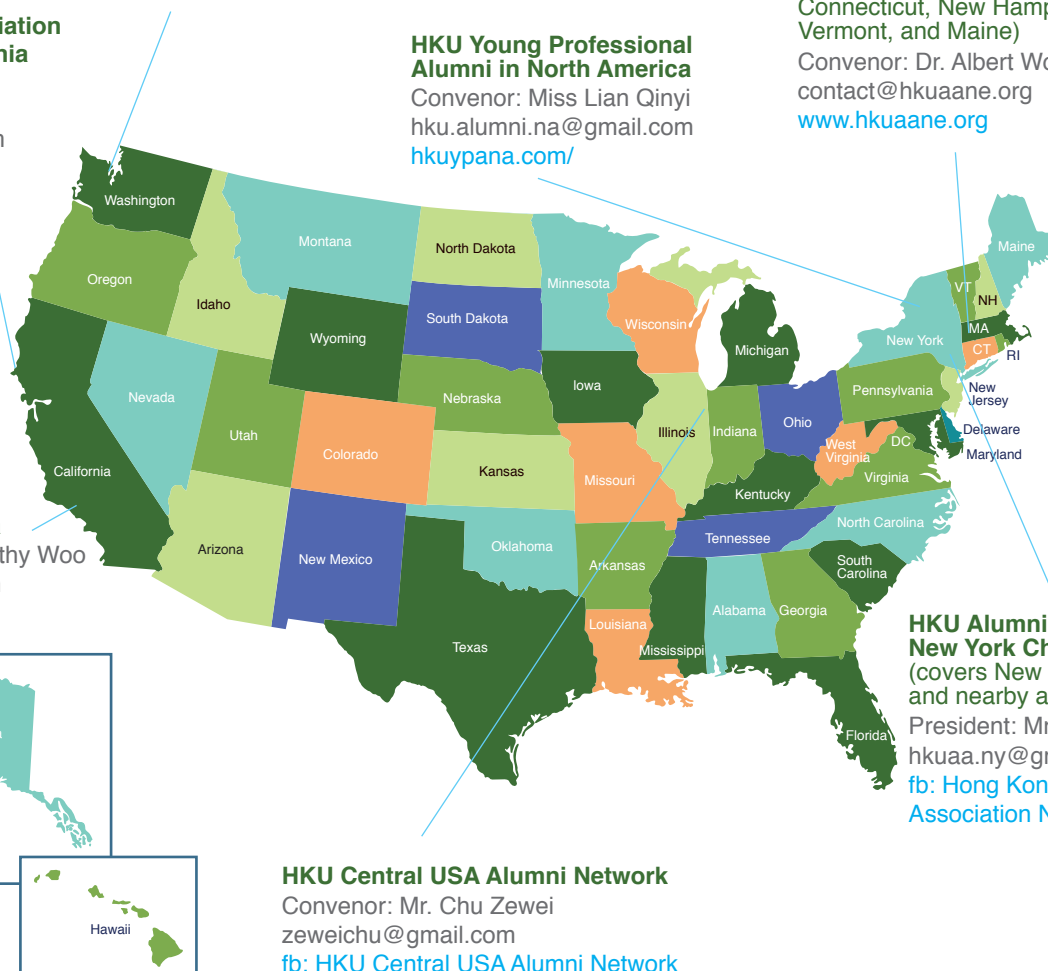 iation
nia
HKU Young Professional
Alumni in North America
Convenor: Miss Lian Qinyi
hku.alumni.na@gmail.com
hkuypana.com/
Connecticut, New Hamp
Vermont, and Maine)
Convenor: Dr. Albert Wo
contact@hkuaane.org
www.hkuaane.org
Washington
Montana
North Dakota
Minnesota
Maine
Oregon
Idaho
Wyoming
South Dakota
Wisconsin
Michigan
New York
VT
NH
MA
CT
RI
Nevada
Utah
Colorado
Nebraska
Iowa
Illinois
Indiana
Ohio
Pennsylvania
New
Jersey
Delaware
Maryland
DC
West
Virginia
Virginia
California
Kansas
Missouri
Kentucky
Arizona
New Mexico
Oklahoma
Arkansas
Tennessee
North Carolina
South
Carolina
thy Woo
Texas
Louisiana
Mississippi
Alabama
Georgia
Florida
HKU Alumni
New York Ch
(covers New
and nearby a
President: Mr
hkuaa.ny@gm
fb: Hong Kon
Association N
Hawaii
HKU Central USA Alumni Network
Convenor: Mr. Chu Zewei
zeweichu@gmail.com
fb: HKU Central USA Alumni Network